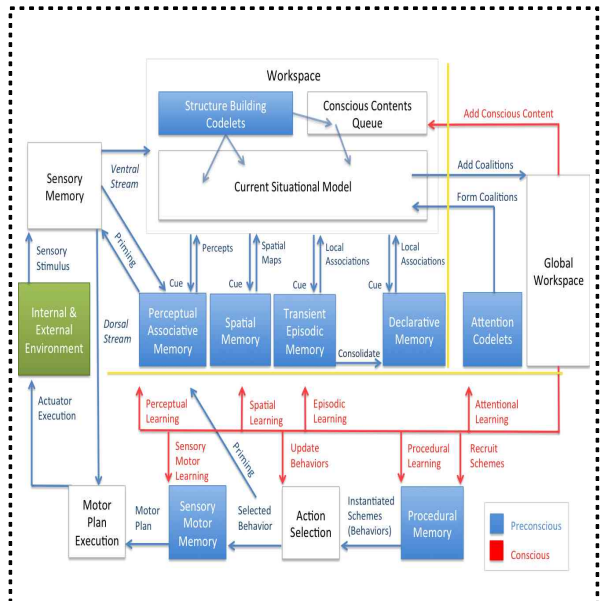 Workspace
Structure Building
Codelets
Conscious Contents
Queue
Add Conscious Content
Ventral
Stream
Sensory
Memory
Current Situational Model
Add Coalitions
Form Coalitions
Global
Workspace
Sensory
Stimulus
Priming
Percepts
Cue
Spatial
Maps
Cue
Local
Associations
Cue
Local
Associations
Cue
Internal &
External
Environment
Dorsal
Stream
Perceptual
Associative
Memory
Spatial
Memory
Transient
Episodic
Memory
Consolidate
Declarative
Memory
Attention
Codelets
Actuator
Execution
Perceptual
Learning
Spatial
Learning
Episodic
Learning
Attentional
Learning
Sensory
Motor
Learning
Priming
Update
Behaviors
Procedural
Learning
Recruit
Schemes
Motor
Plan
Execution
Motor
Plan
Sensory
Motor
Memory
Selected
Behavior
Action
Selection
Instantiated
Schemes
(Behaviors)
Procedural
Memory
Preconscious
Conscious